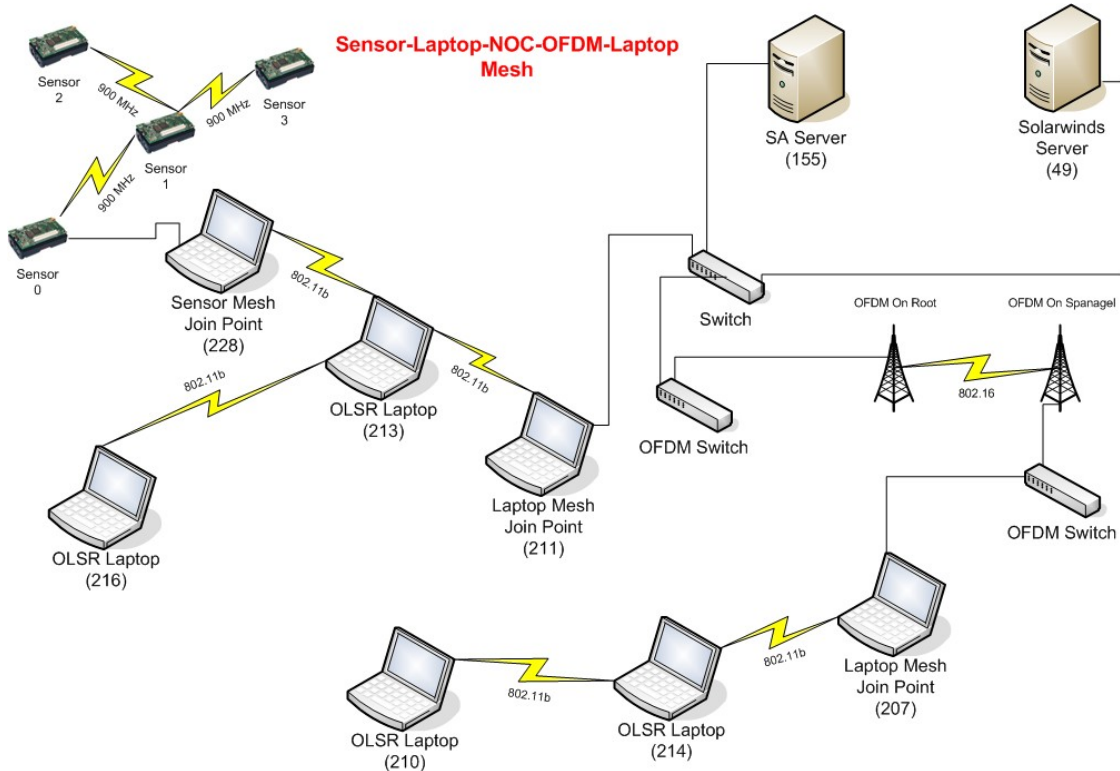 Sensor-Laptop-NOC-OFDM-Laptop
Mesh
Sensor
2
900 MHz
Sensor
3
900 MHz
Sensor
1
900 MHz
Sensor
0
SA Server
(155)
Solarwinds
Server
(49)
802.11b
Sensor Mesh
Join Point
(228)
Switch
OFDM On Root
OFDM On Spanagel
802.11b
802.11b
802.16
OLSR Laptop
(213)
OFDM Switch
Laptop Mesh
Join Point
(211)
OFDM Switch
OLSR Laptop
(216)
802.11b
802.11b
Laptop Mesh
Join Point
(207)
OLSR Laptop
(214)
OLSR Laptop
(210)